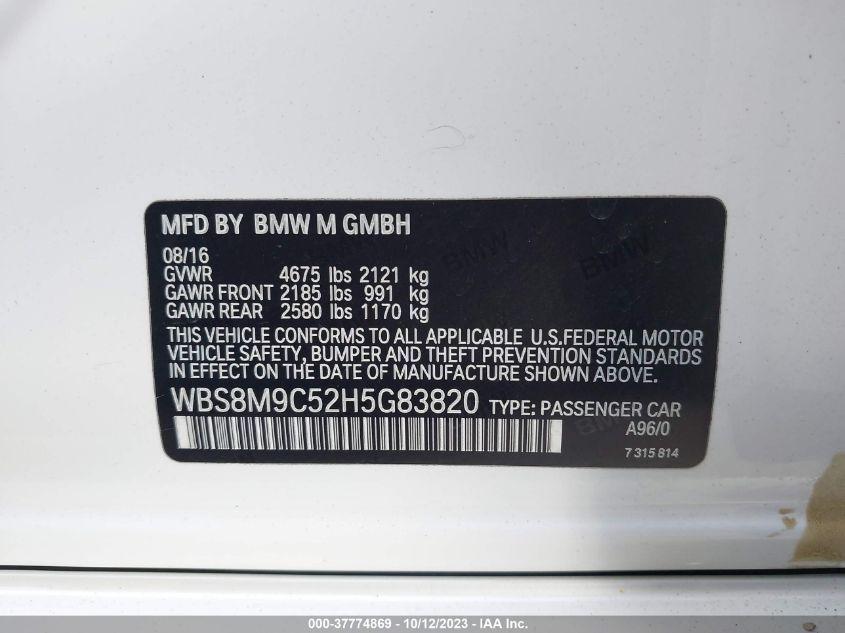 MFD BY BMW M GMBH
08/16
GVWR 4675 lbs 2121 kg
GAWR FRONT 2185 lbs 991 kg
GAWR REAR 2580 lbs 1170 kg
THIS VEHICLE CONFORMS TO ALL APPLICABLE U.S.FEDERAL MOTOR
VEHICLE SAFETY, BUMPER AND THEFT PREVENTION STANDARDS
IN EFFECT ON THE DATE OF MANUFACTURE SHOWN ABOVE.
WBS8M9C52H5G83820 TYPE: PASSENGER CAR
A96/0
7 315 814
BMW
BMW
BMW
000-37774869 - 10/12/2023 - IAA Inc.